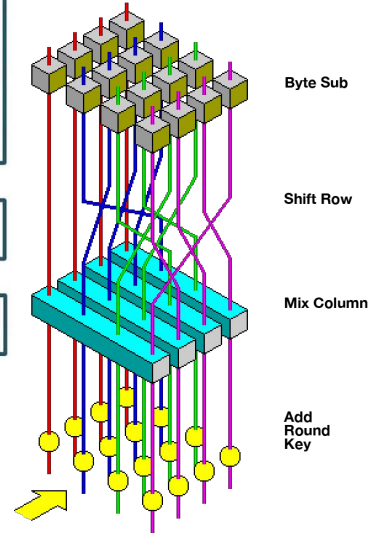 Byte Sub
Shift Row
Mix Column
Add
Round
Key